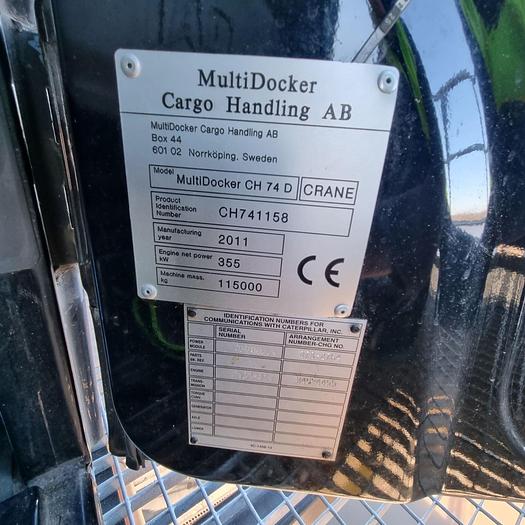 MultiDocker
Cargo Handling AB
MultiDocker Cargo Handling AB
Box 44
601 02 Norrköping. Sweden
Model
MultiDocker CH 74 D
CRANE
Product
Identification
Number
CH741158
Manufacturing
year
2011
Engine net power
kW
355
Machine mass.
kg
115000
CE
IDENTIFICATION NUMBERS FOR
COMMUNICATIONS WITH CATERPILLAR, INC.
SERIAL
NUMBER
ARRANGEMENT
NUMBER-CHG NO.
POWER
MODULE
PARTS
BK. REF.
ENGINE
TRANS-
MISSION
TORQUE
CONV.
GENERATOR
AXLE
LOWER